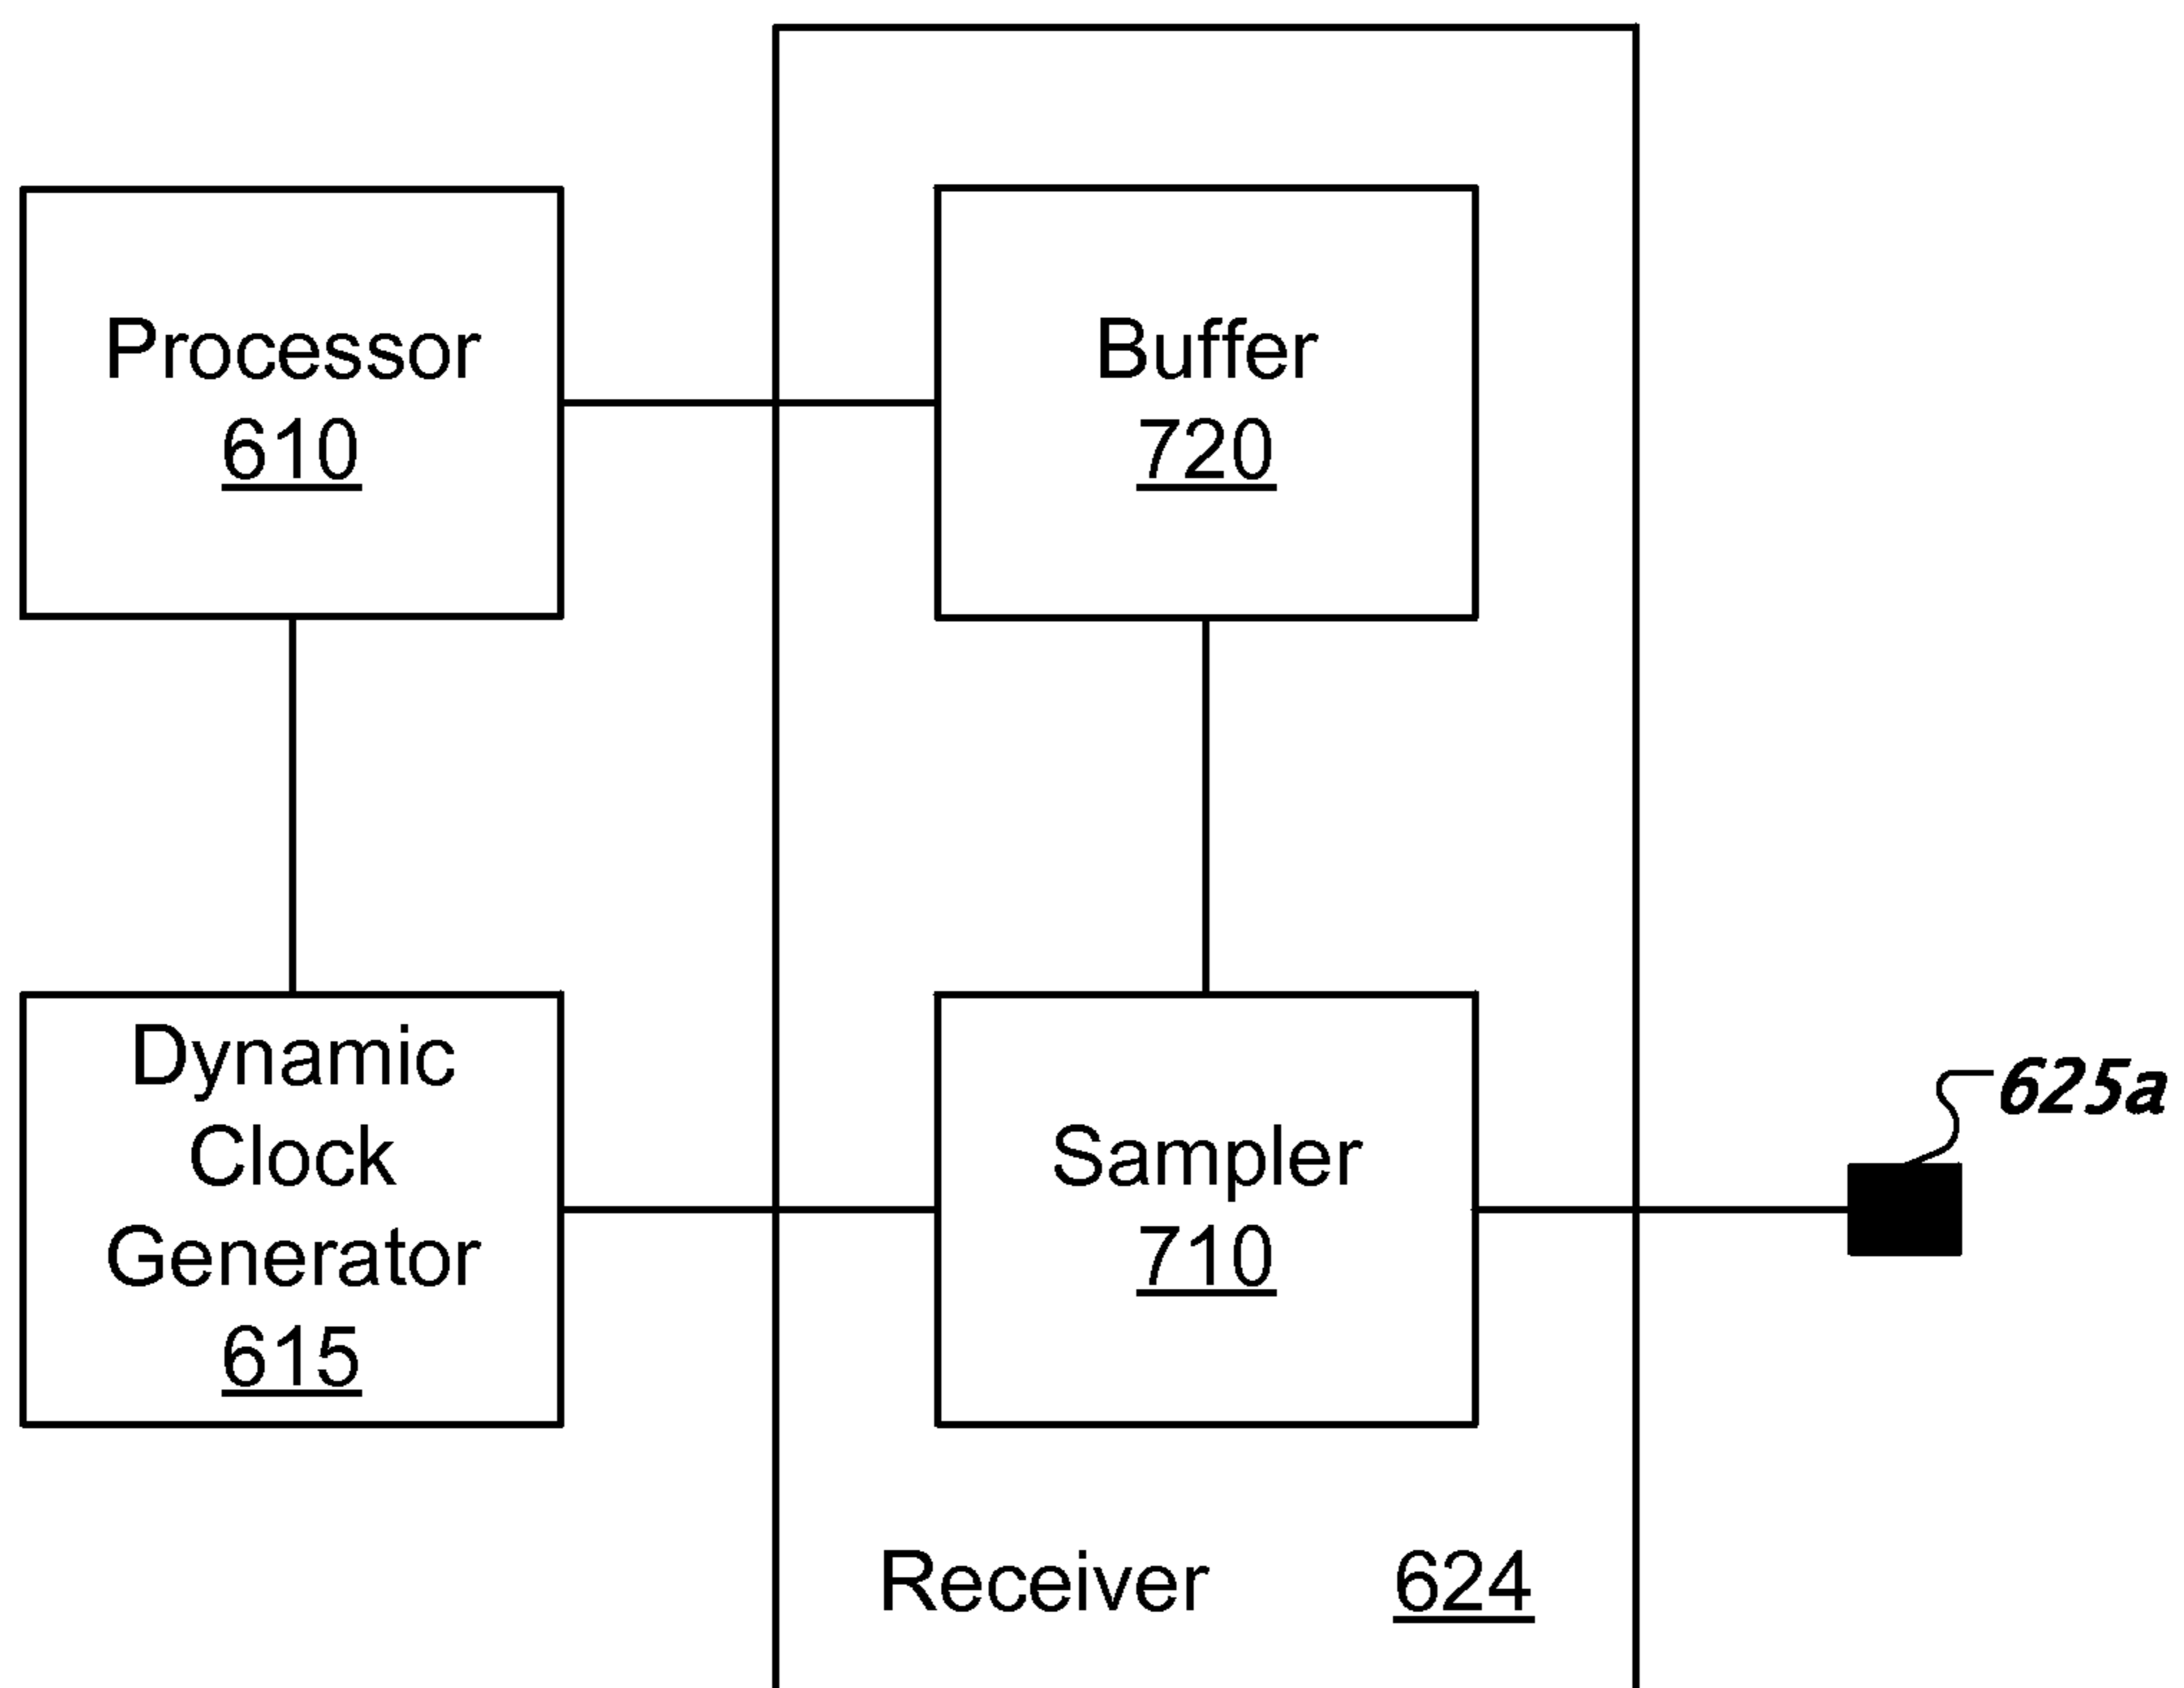 Processor
610
Buffer
720
Dynamic
Clock
Generator
615
Sampler
710
625a
Receiver 624